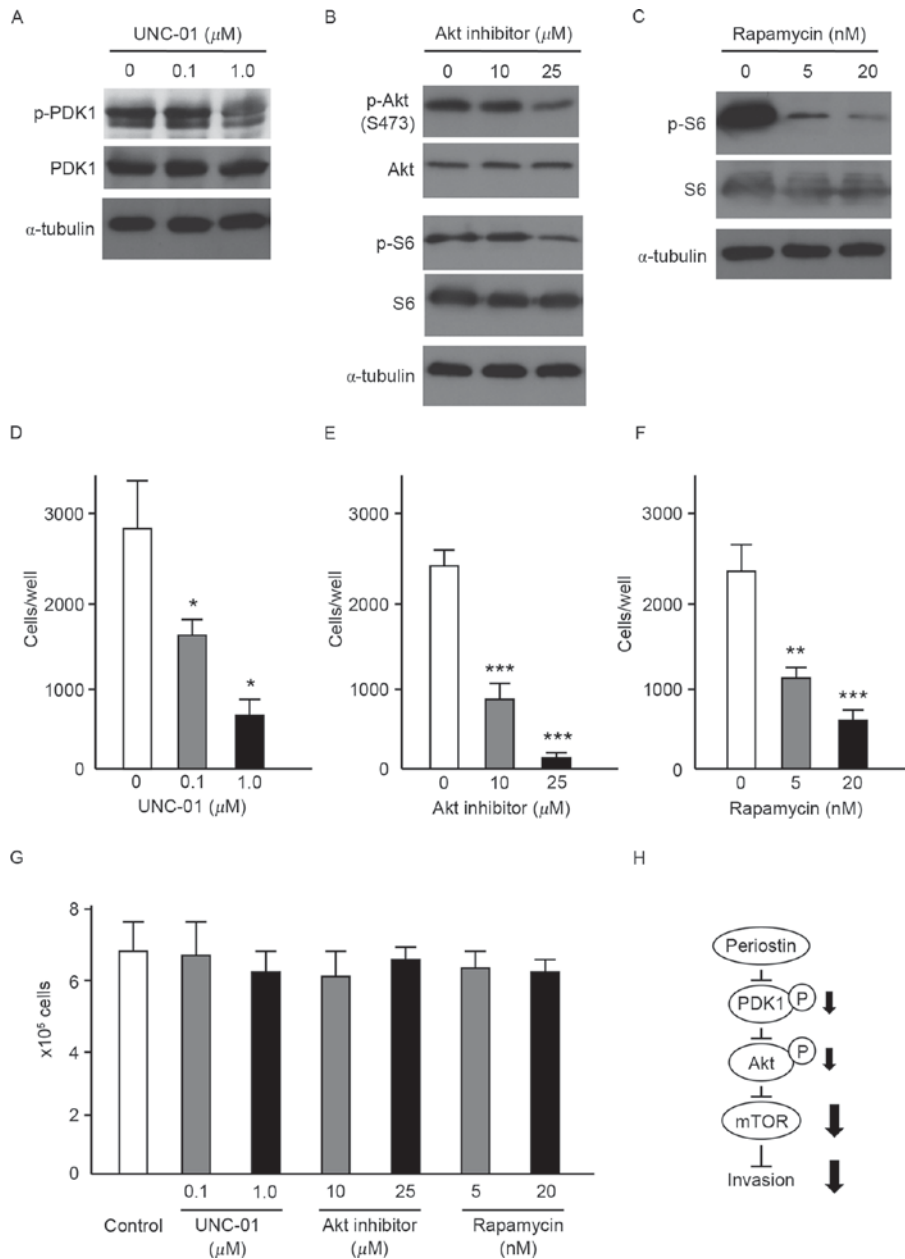 A
UNC-01 (μM)
0 0.1 1.0
p-PDK1
PDK1
α-tubulin
B
Akt inhibitor (μM)
0 10 25
p-Akt
(S473)
Akt
p-S6
S6
α-tubulin
C
Rapamycin (nM)
0 5 20
p-S6
S6
α-tubulin
D
Cells/well
3000
2000
1000
0
*
*
0 0.1 1.0
UNC-01 (μM)
E
Cells/well
3000
2000
1000
0
***
***
0 10 25
Akt inhibitor (μM)
F
Cells/well
3000
2000
1000
0
**
***
0 5 20
Rapamycin (nM)
G
x10⁵ cells
8
6
4
2
0
0.1 1.0 10 25 5 20
Control UNC-01 Akt inhibitor Rapamycin
(μM) (μM) (nM)
H
Periostin
PDK1 P
Akt P
mTOR
Invasion